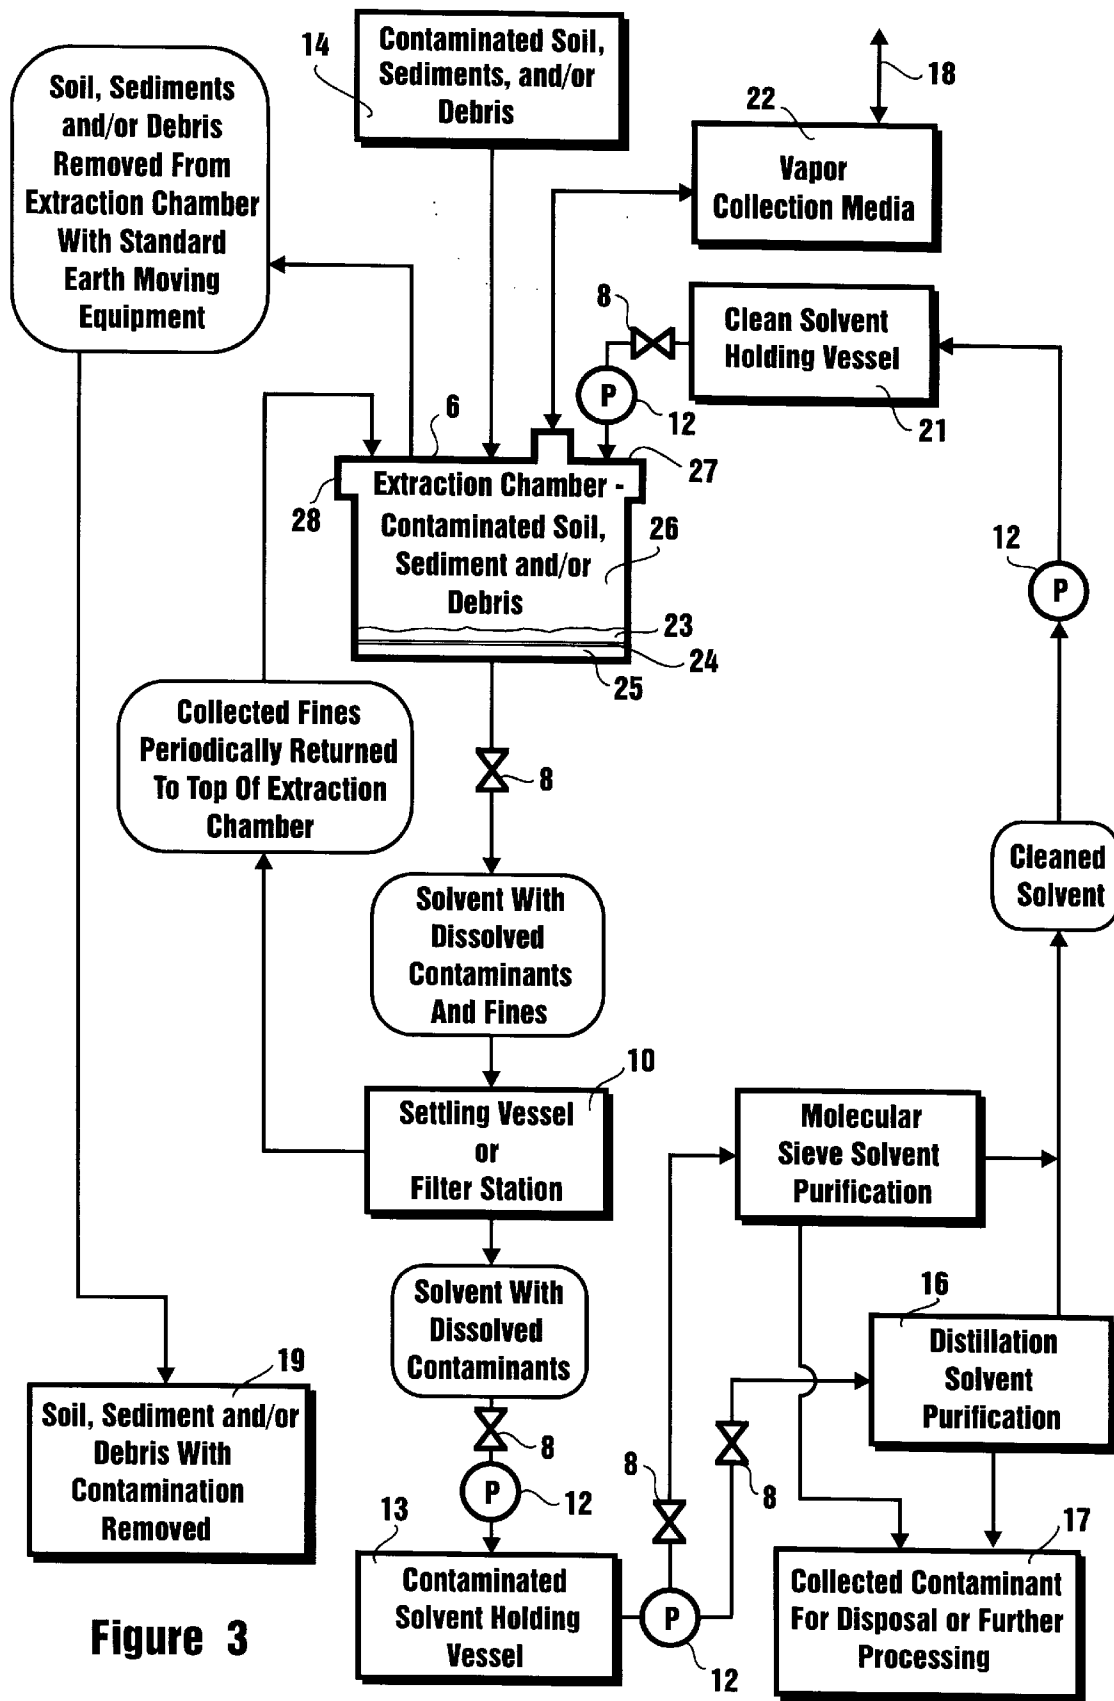 14
Contaminated Soil,
Sediments, and/or
Debris
18
22
Vapor
Collection Media
Soil, Sediments
and/or Debris
Removed From
Extraction Chamber
With Standard
Earth Moving
Equipment
8
Clean Solvent
Holding Vessel
21
P
12
6
27
28
Extraction Chamber -
Contaminated Soil,
Sediment and/or
Debris
26
23
24
25
12
P
Collected Fines
Periodically Returned
To Top Of Extraction
Chamber
8
Cleaned
Solvent
Solvent With
Dissolved
Contaminants
And Fines
10
Settling Vessel
or
Filter Station
Molecular
Sieve Solvent
Purification
Solvent With
Dissolved
Contaminants
16
Distillation
Solvent
Purification
19
Soil, Sediment and/or
Debris With
Contamination
Removed
8
P
12
8
8
13
Contaminated
Solvent Holding
Vessel
P
12
17
Collected Contaminant
For Disposal or Further
Processing
Figure 3